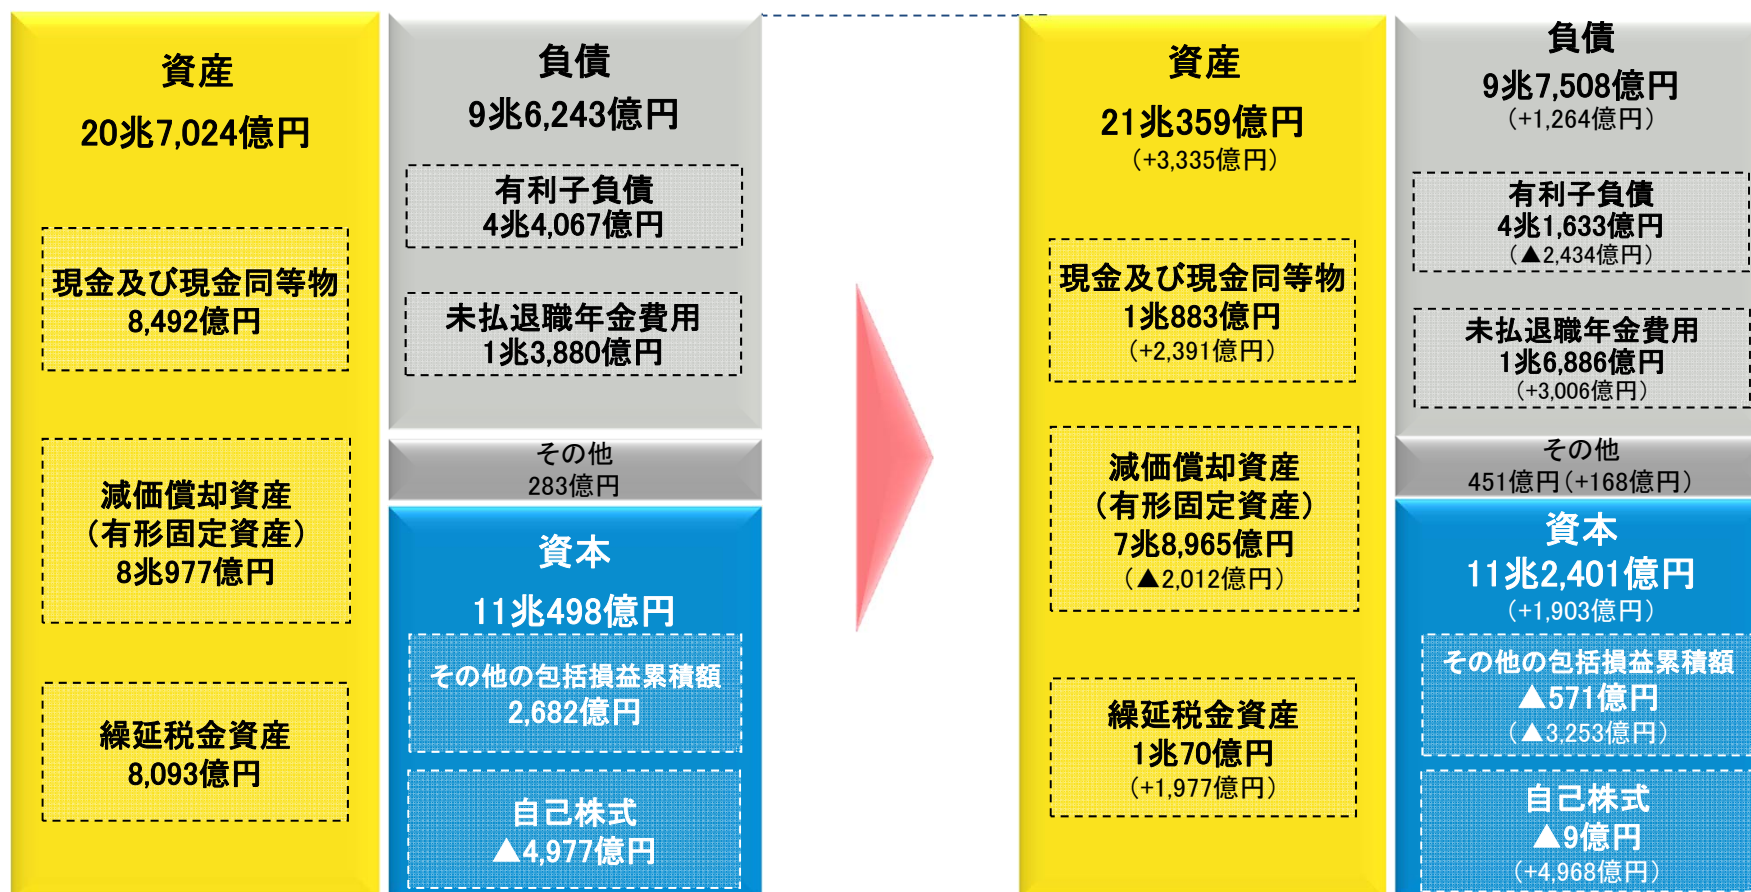 資産
20兆7,024億円
現金及び現金同等物
8,492億円
減価償却資産
（有形固定資産）
8兆977億円
繰延税金資産
8,093億円
負債
9兆6,243億円
有利子負債
4兆4,067億円
未払退職年金費用
1兆3,880億円
その他
283億円
資本
11兆498億円
その他の包括損益累積額
2,682億円
自己株式
▲4,977億円
資産
21兆359億円
（+3,335億円）
現金及び現金同等物
1兆883億円
（+2,391億円）
減価償却資産
（有形固定資産）
7兆8,965億円
（▲2,012億円）
繰延税金資産
1兆70億円
（+1,977億円）
負債
9兆7,508億円
（+1,264億円）
有利子負債
4兆1,633億円
（▲2,434億円）
未払退職年金費用
1兆6,886億円
（+3,006億円）
その他
451億円（+168億円）
資本
11兆2,401億円
（+1,903億円）
その他の包括損益累積額
▲571億円
（▲3,253億円）
自己株式
▲9億円
（+4,968億円）